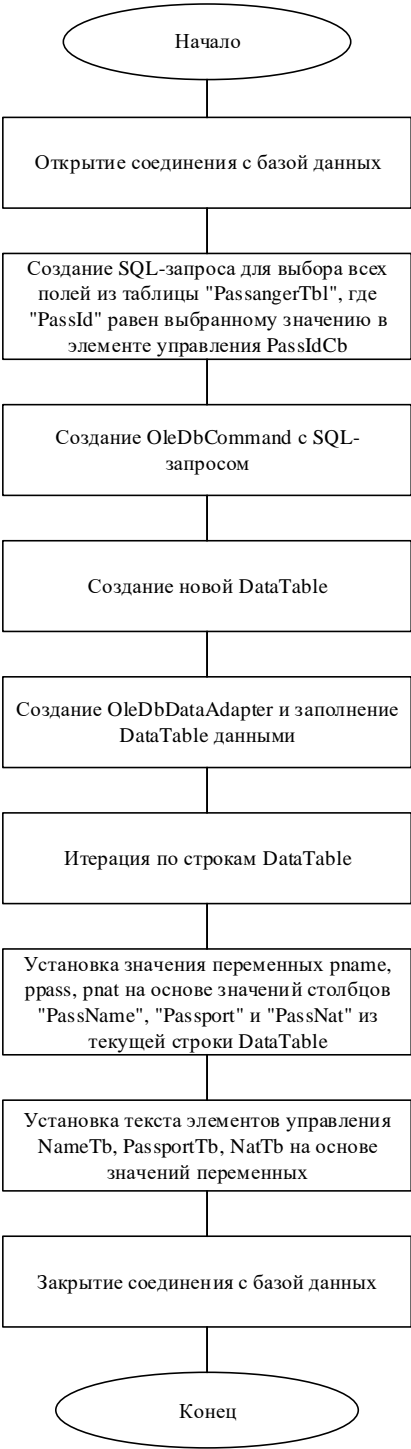 Начало
Открытие соединения с базой данных
Создание SQL-запроса для выбора всех
полей из таблицы "PassangerTbl", где
"PassId" равен выбранному значению в
элементе управления PassIdCb
Создание OleDbCommand с SQL-
запросом
Создание новой DataTable
Создание OleDbDataAdapter и заполнение
DataTable данными
Итерация по строкам DataTable
Установка значения переменных pname,
ppass, pnat на основе значений столбцов
"PassName", "Passport" и "PassNat" из
текущей строки DataTable
Установка текста элементов управления
NameTb, PassportTb, NatTb на основе
значений переменных
Закрытие соединения с базой данных
Конец